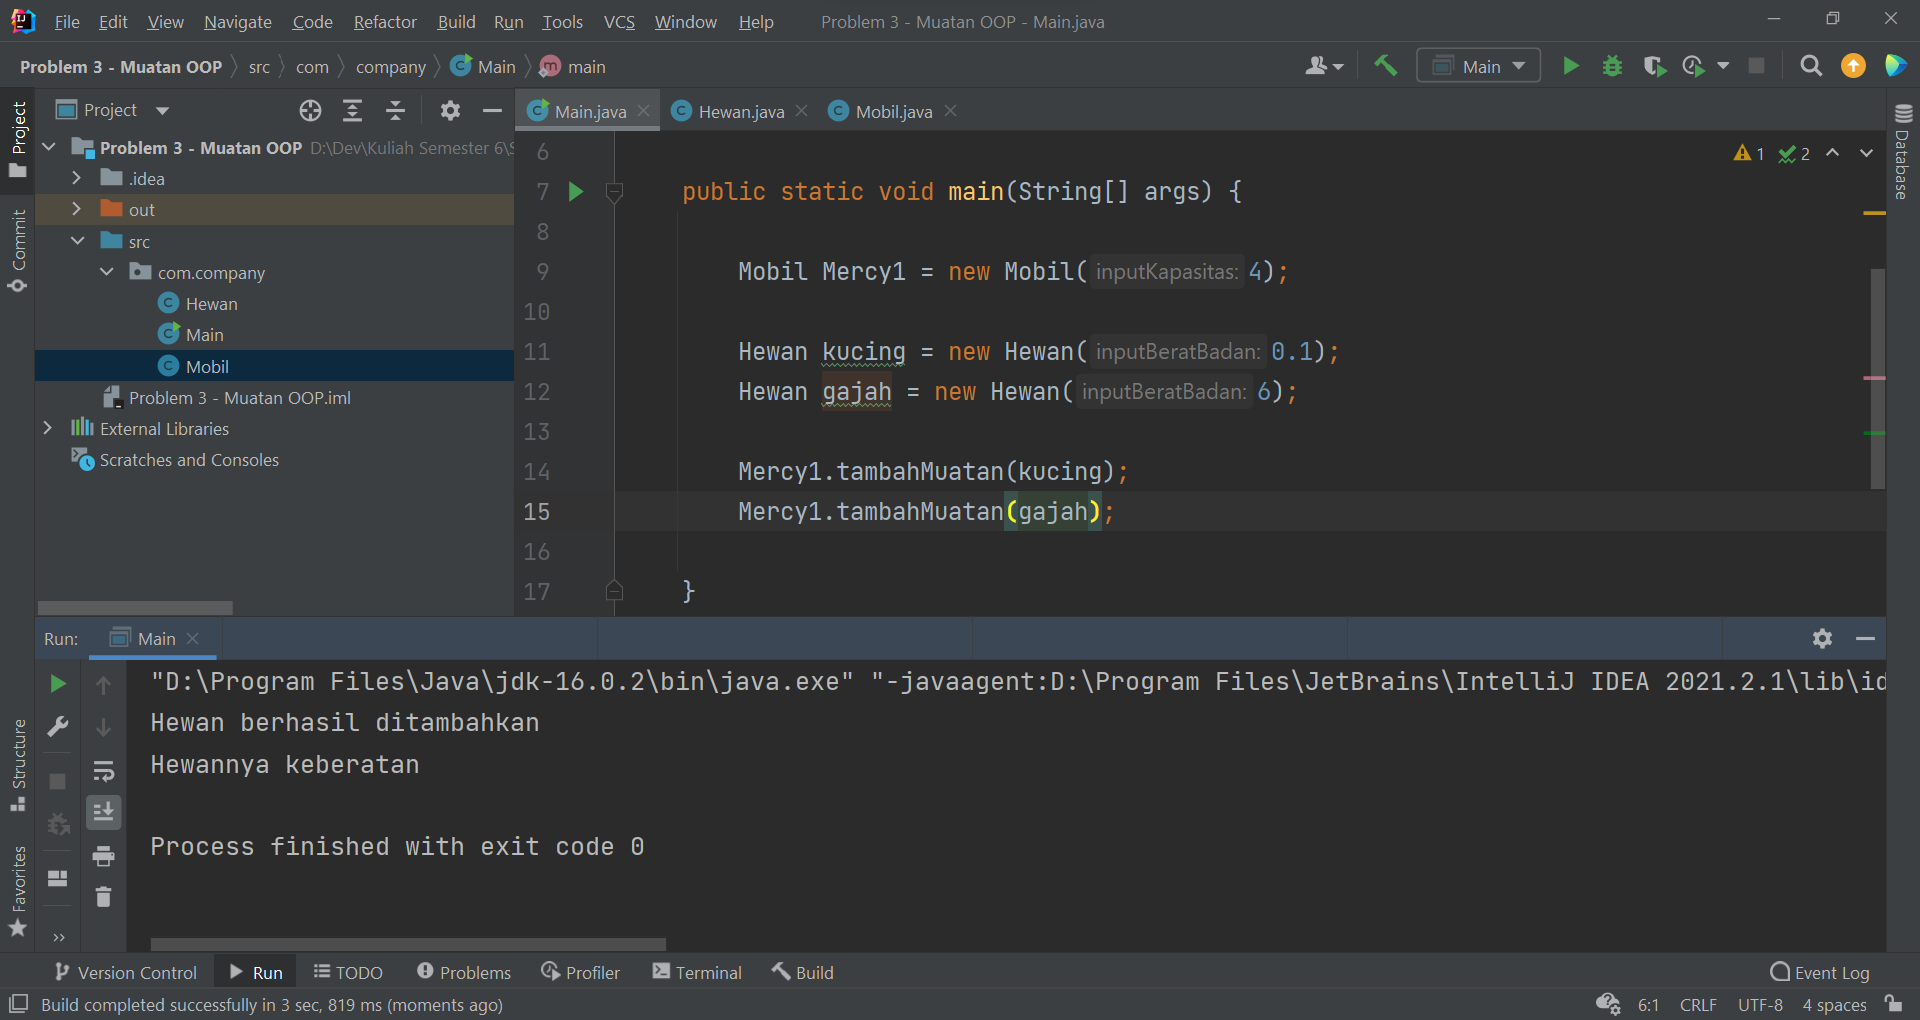 File Edit View Navigate Code Refactor Build Run Tools VCS Window Help Problem 3 - Muatan OOP - Main.java
Problem 3 - Muatan OOP src com company Main main
Main
Project
Main.java Hewan.java Mobil.java
Project
Commit
Structure
Favorites
Database
Problem 3 - Muatan OOP D:\Dev\Kuliah Semester 6\S
.idea
out
src
com.company
Hewan
Main
Mobil
Problem 3 - Muatan OOP.iml
External Libraries
Scratches and Consoles
1 2
6
7 public static void main(String[] args) {
8
9 Mobil Mercy1 = new Mobil( inputKapasitas: 4);
10
11 Hewan kucing = new Hewan( inputBeratBadan: 0.1);
12 Hewan gajah = new Hewan( inputBeratBadan: 6);
13
14 Mercy1.tambahMuatan(kucing);
15 Mercy1.tambahMuatan(gajah);
16
17 }
Run: Main
"D:\Program Files\Java\jdk-16.0.2\bin\java.exe" "-javaagent:D:\Program Files\JetBrains\IntelliJ IDEA 2021.2.1\lib\id
Hewan berhasil ditambahkan
Hewannya keberatan
Process finished with exit code 0
Version Control Run TODO Problems Profiler Terminal Build Event Log
Build completed successfully in 3 sec, 819 ms (moments ago) 6:1 CRLF UTF-8 4 spaces